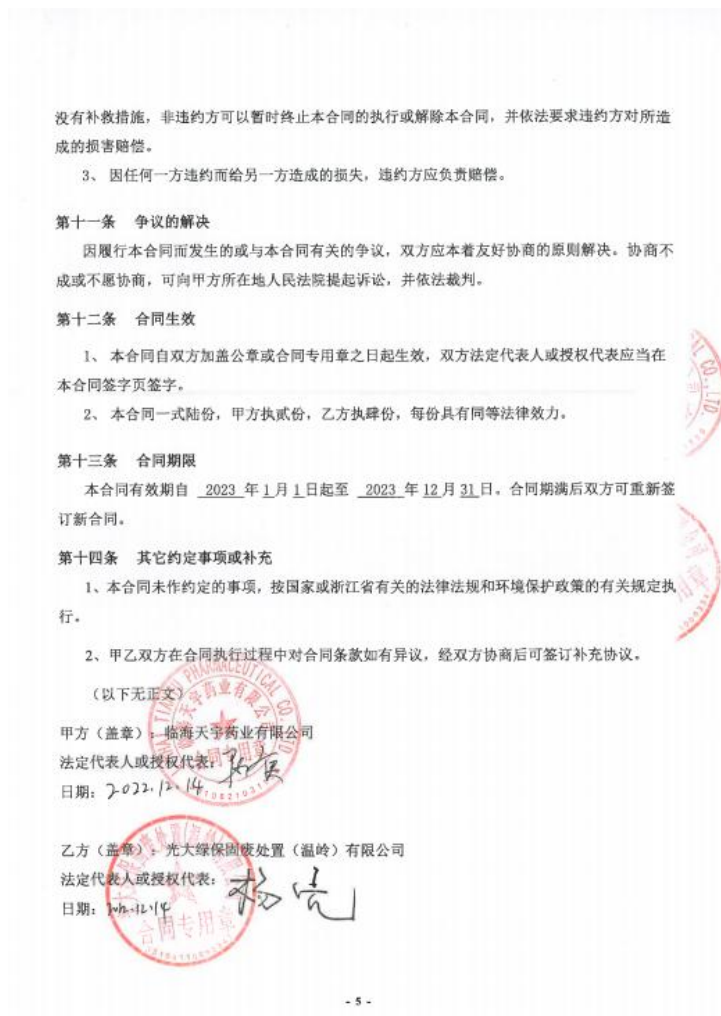 没有补救措施，非违约方可以暂时终止本合同的执行或解除本合同，并依法要求违约方对所造
成的损害赔偿。
3、 因任何一方违约而给另一方造成的损失，违约方应负责赔偿。
第十一条 争议的解决
因履行本合同而发生的或与本合同有关的争议，双方应本着友好协商的原则解决。协商不
成或不愿协商，可向甲方所在地人民法院提起诉讼，并依法裁判。
第十二条 合同生效
1、 本合同自双方加盖公章或合同专用章之日起生效，双方法定代表人或授权代表应当在
本合同签字页签字。
2、 本合同一式陆份，甲方执贰份，乙方执肆份，每份具有同等法律效力。
第十三条 合同期限
本合同有效期自 2023 年 1 月 1 日起至 2023 年 12 月 31 日。合同期满后双方可重新签
订新合同。
第十四条 其它约定事项或补充
1、本合同未作约定的事项，按国家或浙江省有关的法律法规和环境保护政策的有关规定执
行。
2、甲乙双方在合同执行过程中对合同条款如有异议，经双方协商后可签订补充协议。
（以下无正文）
甲方（盖章）：临海天宇药业有限公司
法定代表人或授权代表：
日期：2022.12.14
乙方（盖章）：光大绿保固废处置（温岭）有限公司
法定代表人或授权代表：杨亮
日期：2022.12.14
合同专用章
- 5 -